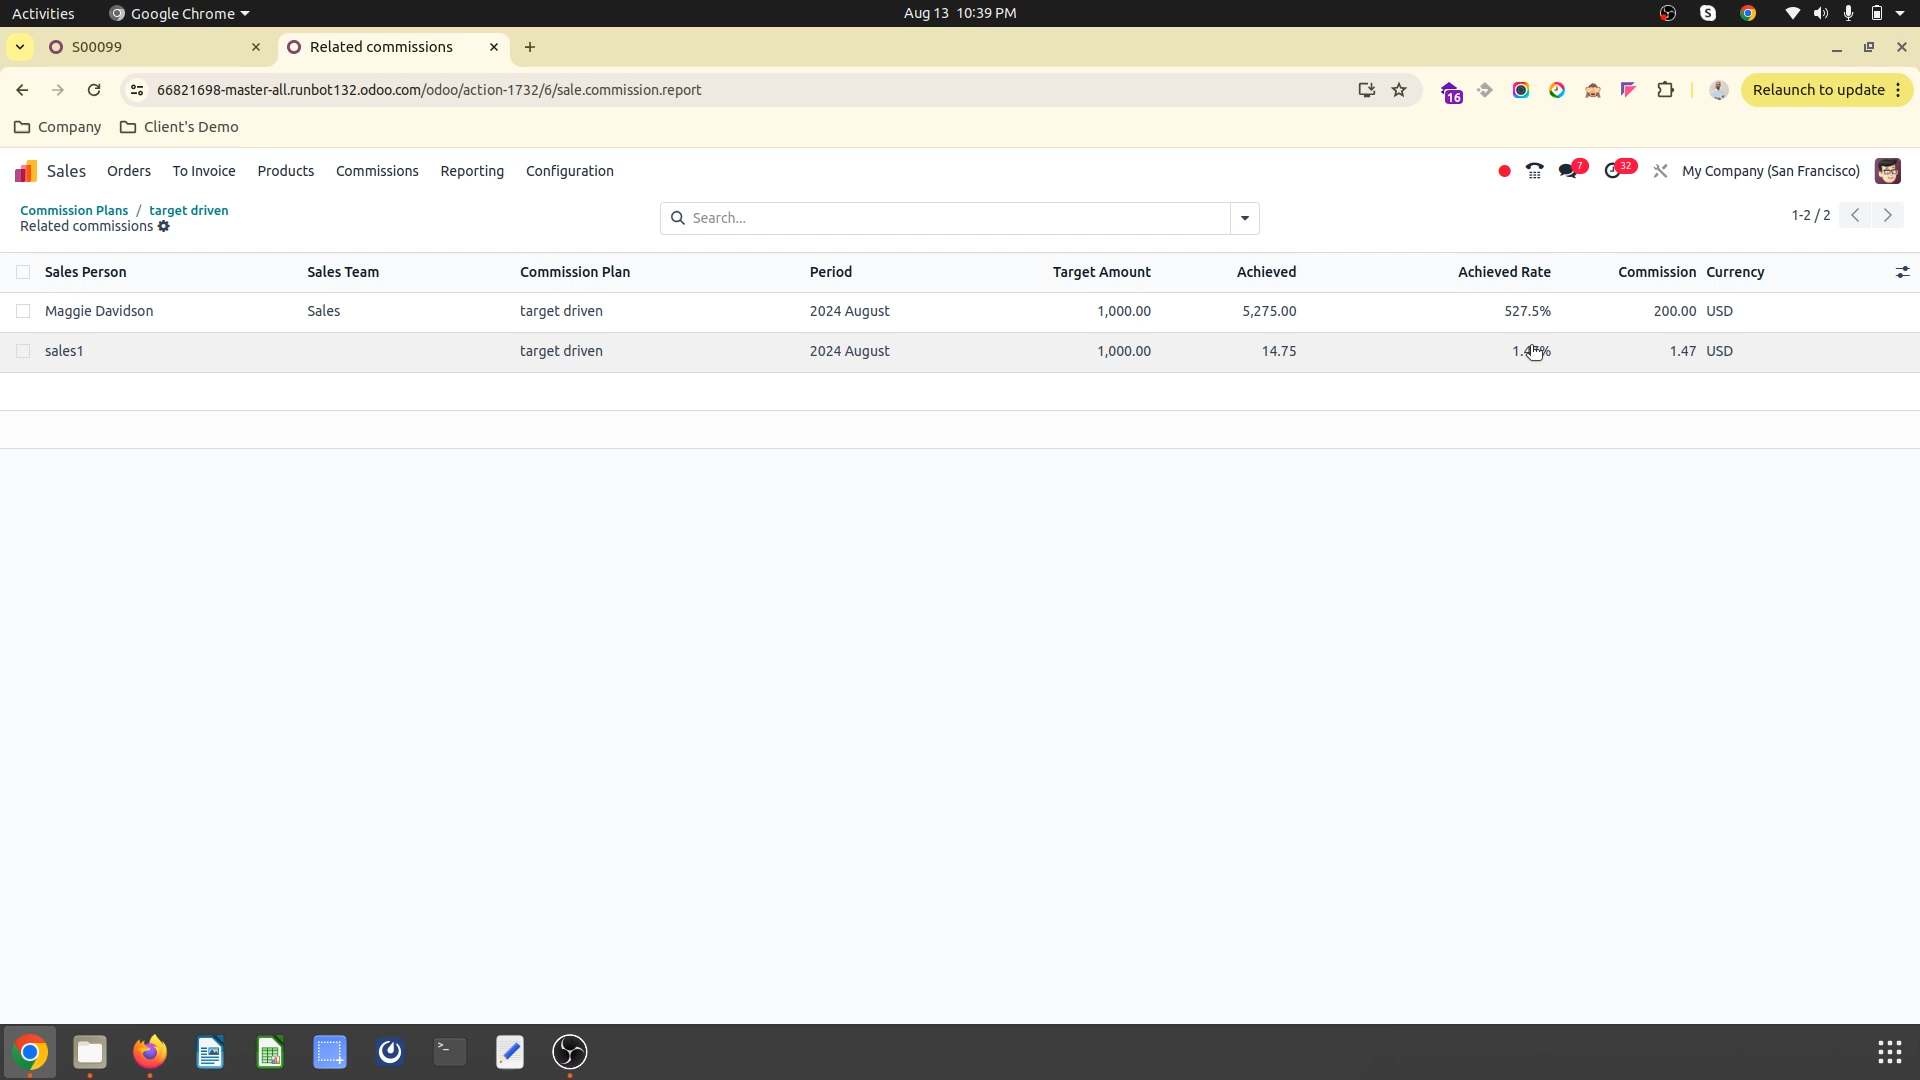 Activities Google Chrome Aug 13 10:39 PM
S00099 Related commissions
66821698-master-all.runbot132.odoo.com/odoo/action-1732/6/sale.commission.report 16 Relaunch to update
Company Client's Demo
Sales Orders To Invoice Products Commissions Reporting Configuration 7 32 My Company (San Francisco)
Commission Plans / target driven
Related commissions
Search...
1-2 / 2
Sales Person Sales Team Commission Plan Period Target Amount Achieved Achieved Rate Commission Currency
Maggie Davidson Sales target driven 2024 August 1,000.00 5,275.00 527.5% 200.00 USD
sales1 target driven 2024 August 1,000.00 14.75 1.47 USD